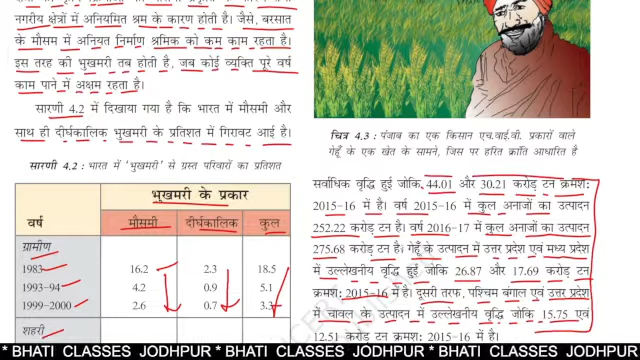 नगरीय क्षेत्रों में अनियमित श्रम के कारण होती है। जैसे, बरसात
के मौसम में अनियत निर्माण श्रमिक को कम काम रहता है।
इस तरह की भुखमरी तब होती है, जब कोई व्यक्ति पूरे वर्ष
काम पाने में अक्षम रहता है।
सारणी 4.2 में दिखाया गया है कि भारत में मौसमी और
साथ ही दीर्घकालिक भुखमरी के प्रतिशत में गिरावट आई है।
सारणी 4.2 : भारत में 'भुखमरी' से ग्रस्त परिवारों का प्रतिशत
भुखमरी के प्रकार
वर्ष मौसमी दीर्घकालिक कुल
ग्रामीण
1983 16.2 2.3 18.5
1993-94 4.2 0.9 5.1
1999-2000 2.6 0.7 3.3
शहरी
चित्र 4.3 : पंजाब का एक किसान एच.वाई.वी. प्रकारों वाले
गेहूँ के एक खेत के सामने, जिस पर हरित क्रांति आधारित है
सर्वाधिक वृद्धि हुई जोकि 44.01 और 30.21 करोड़ टन क्रमश:
2015-16 में है। वर्ष 2015-16 में कुल अनाजों का उत्पादन
252.22 करोड़ टन है। वर्ष 2016-17 में कुल अनाजों का उत्पादन
275.68 करोड़ टन है। गेहूँ के उत्पादन में उत्तर प्रदेश एवं मध्य प्रदेश
में उल्लेखनीय वृद्धि हुई जोकि 26.87 और 17.69 करोड़ टन
क्रमश: 2015-16 में है। दूसरी तरफ, पश्चिम बंगाल एवं उत्तर प्रदेश
में चावल के उत्पादन में उल्लेखनीय वृद्धि जोकि 15.75 एवं
12.51 करोड़ टन क्रमश: 2015-16 में है।
* BHATI CLASSES JODHPUR * BHATI CLASSES JODHPUR * BHATI CLASSES JODHPUR *